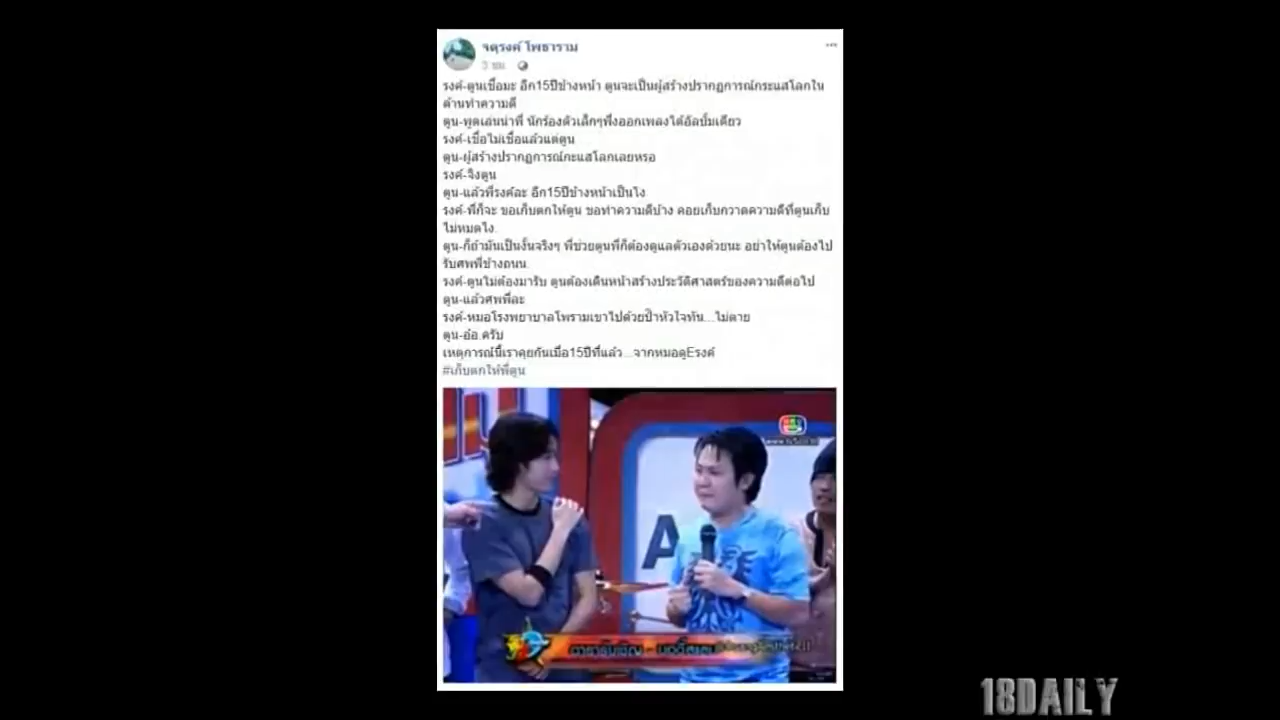 จตุรงค์ โพธาราม
3 ชม.
รงค์-ตูนเชื่อมะ อีก15ปีข้างหน้า ตูนจะเป็นผู้สร้างปรากฏการณ์กระแสโลกใน
ด้านทำความดี
ตูน-พูดเล่นน่าพี่ นักร้องตัวเล็กๆพึ่งออกเพลงได้อัลบั้มเดียว
รงค์-เชื่อไม่เชื่อแล้วแต่ตูน
ตูน-ผู้สร้างปรากฏการณ์กะแสโลกเลยหรอ
รงค์-จิงตูน
ตูน-แล้วพี่รงค์ละ อีก15ปีข้างหน้าเป็นไง
รงค์-พี่ก็จะ ขอเก็บตกให้ตูน ขอทำความดีบ้าง คอยเก็บกวาดความดีที่ตูนเก็บ
ไม่หมดไง.
ตูน-ก็ถ้ามันเป็นงั้นจริงๆ พี่ช่วยตูนพี่ก็ต้องดูแลตัวเองด้วยนะ อย่าให้ตูนต้องไป
รับศพพี่ข้างถนน.
รงค์-ตูนไม่ต้องมารับ ตูนต้องเดินหน้าสร้างประวัติศาสตร์ของความดีต่อไป
ตูน-แล้วศพพี่ละ
รงค์-หมอโรงพยาบาลโพรามเขาไปด้วยปั๊มหัวใจทัน...ไม่ตาย
ตูน-อ๋อ.ครับ
เหตุการณ์นี้เราคุยกันเมื่อ15ปีที่แล้ว...จากหมอดูEรงค์
#เก็บตกให้พี่ตูน
A
ดารารับเชิญ - บอดี้สแลม
18DAILY